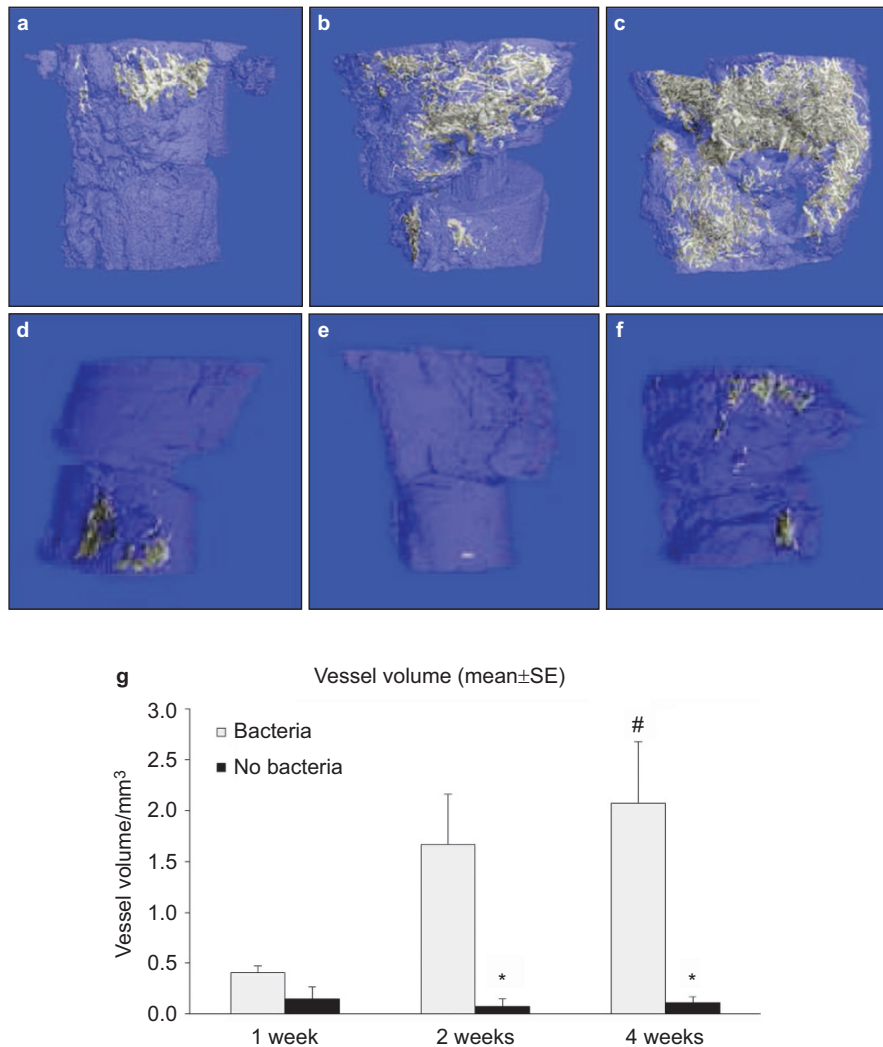 a
b
c
d
e
f
g
Vessel volume (mean±SE)
3.0
2.5
2.0
1.5
1.0
0.5
0.0
Vessel volume/mm³
Bacteria
No bacteria
#
*
*
1 week
2 weeks
4 weeks